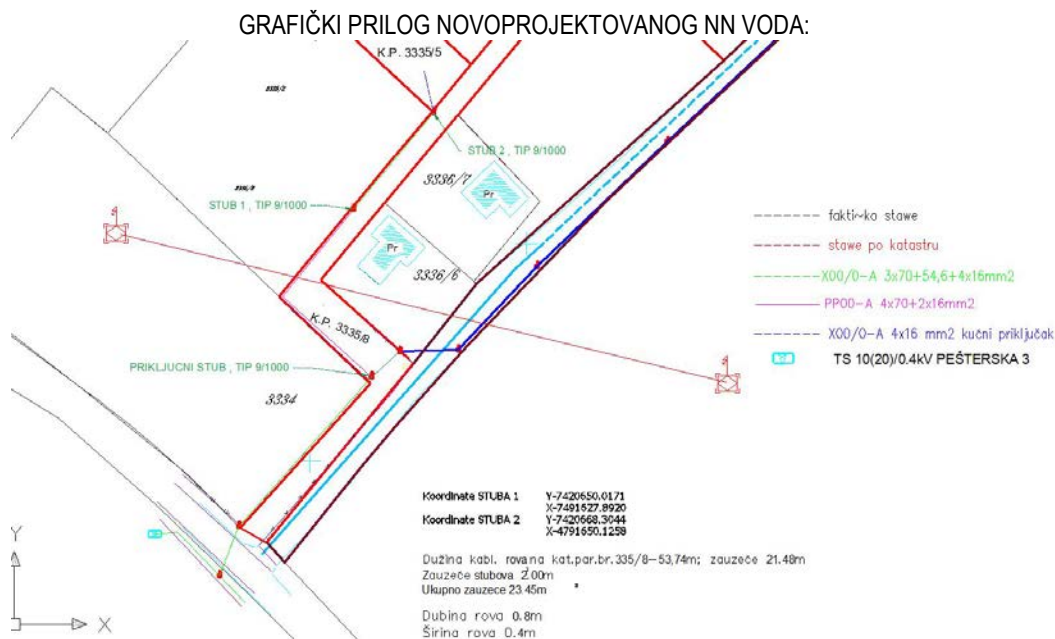 GRAFIČKI PRILOG NOVOPROJEKTOVANOG NN VODA:
K.P. 3335/5
STUB 2 , TIP 9/1000
3336/7
Pr
STUB 1 , TIP 9/1000
Pr
3336/6
K.P. 3335/8
PRIKLJUCNI STUB , TIP 9/1000
3334
fakti~ko stawe
stawe po katastru
X00/0-A 3x70+54,6+4x16mm2
PP00-A 4x70+2x16mm2
X00/0-A 4x16 mm2 kućni priključak
TS 10(20)/0.4kV PEŠTERSKA 3
Koordinate STUBA 1 Y-7420650.0171
X-7491627.8920
Koordinate STUBA 2 Y-7420668.3044
X-4791650.1258
Dužina kabl. rovana kat.par.br.335/8-53,74m; zauzeće 21.48m
Zauzeće stubova 2.00m
Ukupno zauzece 23.45m
Dubina rova 0.8m
Širina rova 0.4m
Y
X